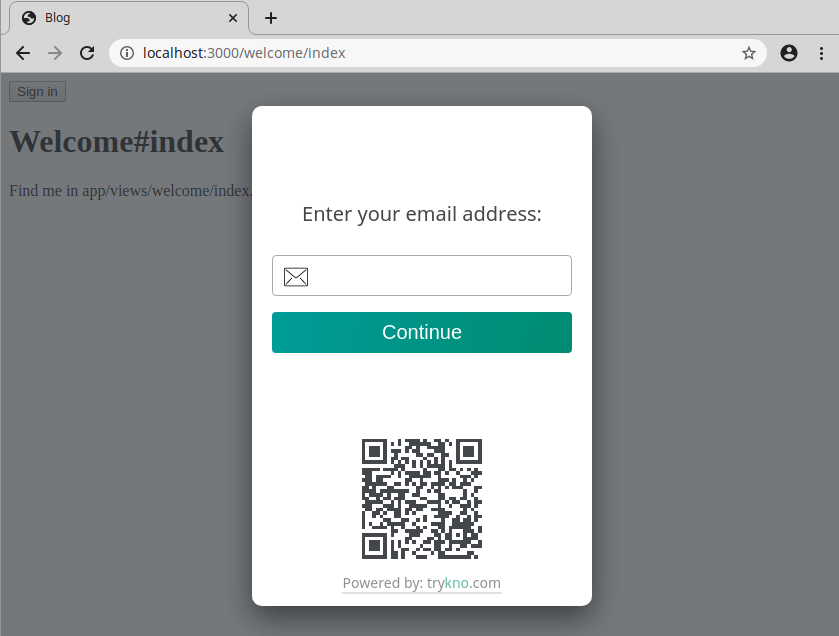 Blog
localhost:3000/welcome/index
Sign in
Welcome#index
Find me in app/views/welcome/index.
Enter your email address:
Continue
Powered by: trykno.com